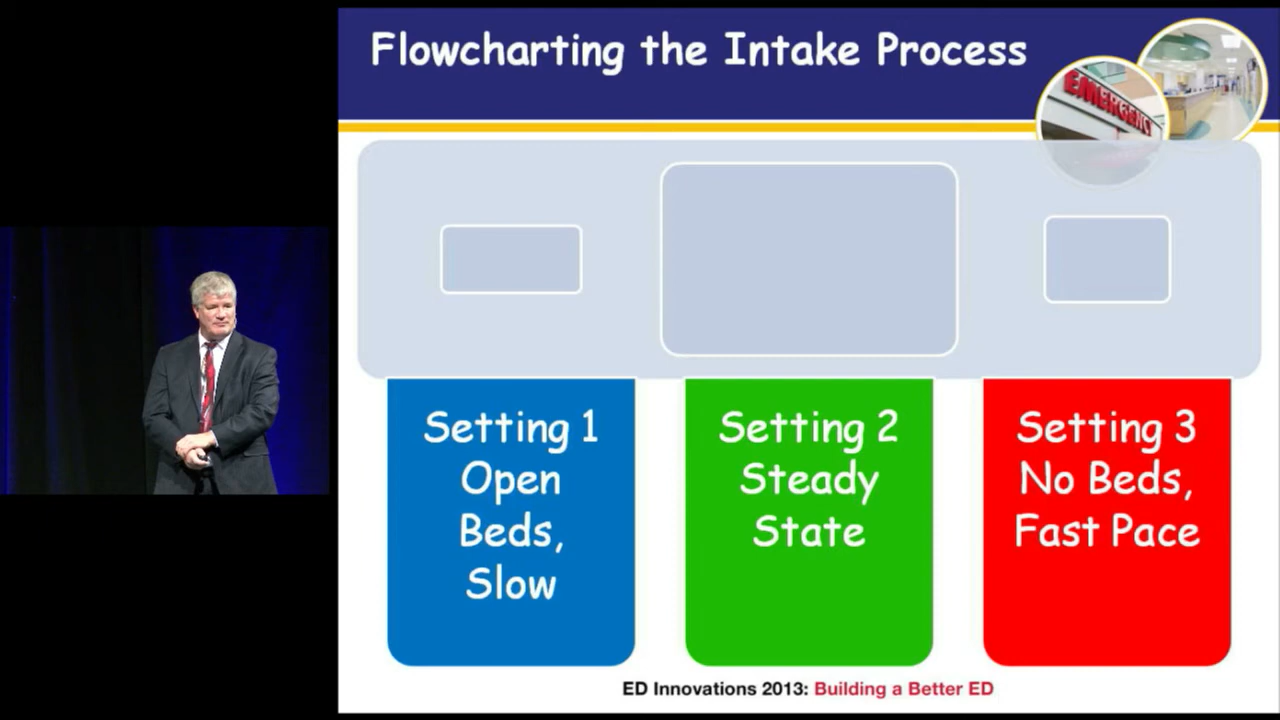 Flowcharting the Intake Process
EMERGENC
Setting 1
Open
Beds,
Slow
Setting 2
Steady
State
Setting 3
No Beds,
Fast Pace
ED Innovations 2013: Building a Better ED